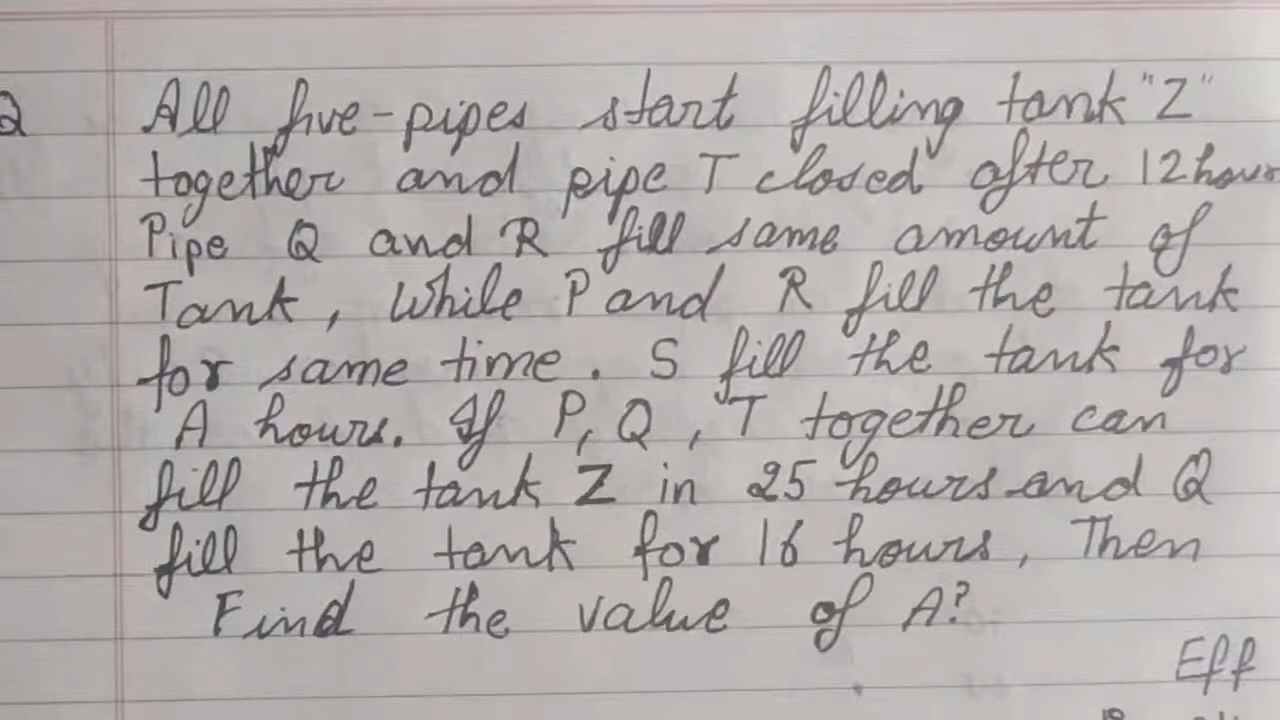 Q All five-pipes start filling tank "Z"
together and pipe T closed after 12 hour
Pipe Q and R fill same amount of
Tank, While P and R fill the tank
for same time. S fill the tank for
A hours. If P, Q, T together can
fill the tank Z in 25 hours and Q
fill the tank for 16 hours, Then
Find the value of A?
Eff